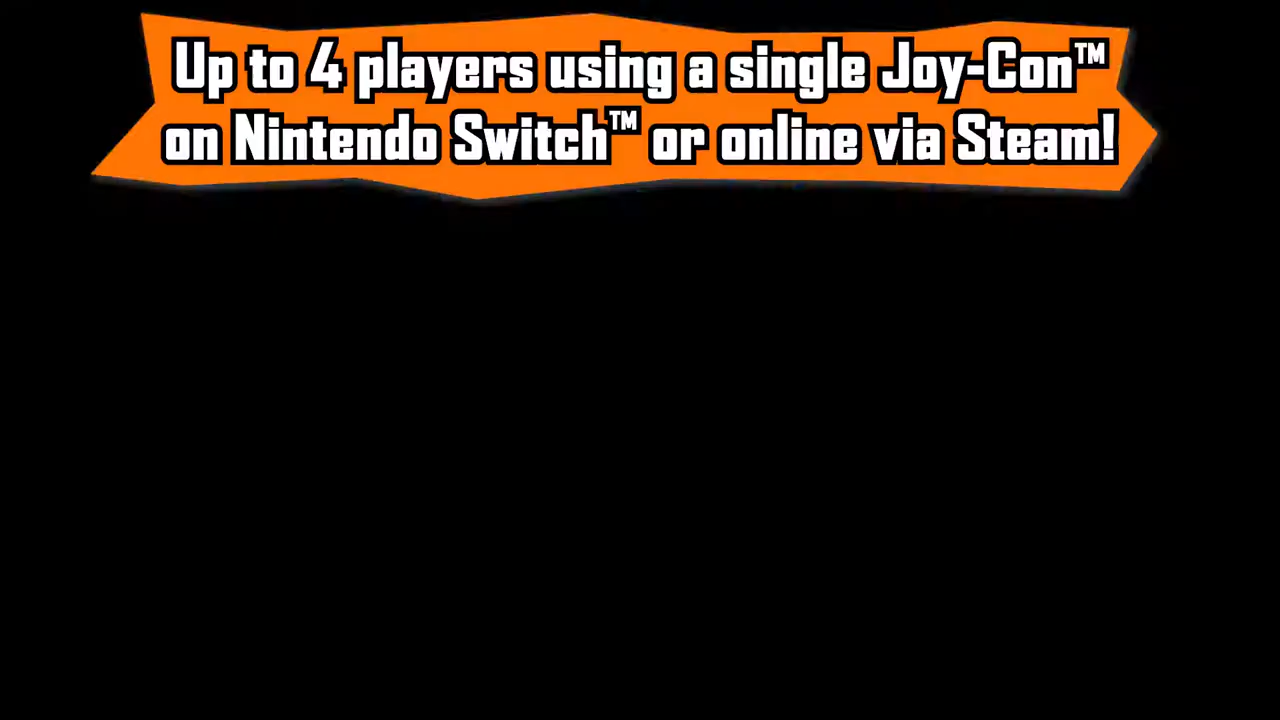 Up to 4 players using a single Joy-Con™
on Nintendo Switch™ or online via Steam!